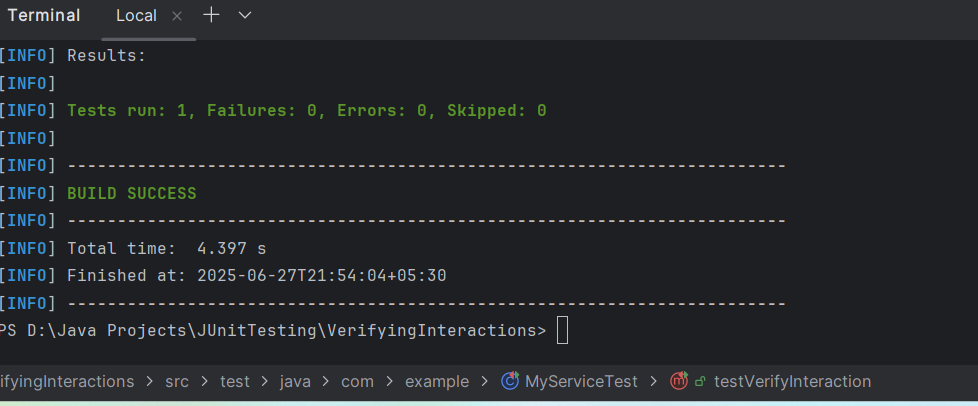 Terminal Local
[INFO] Results:
[INFO]
[INFO] Tests run: 1, Failures: 0, Errors: 0, Skipped: 0
[INFO]
[INFO] ------------------------------------------------------------------------
[INFO] BUILD SUCCESS
[INFO] ------------------------------------------------------------------------
[INFO] Total time:  4.397 s
[INFO] Finished at: 2025-06-27T21:54:04+05:30
[INFO] ------------------------------------------------------------------------
PS D:\Java Projects\JUnitTesting\VerifyingInteractions>
ifyingInteractions > src > test > java > com > example > MyServiceTest > testVerifyInteraction